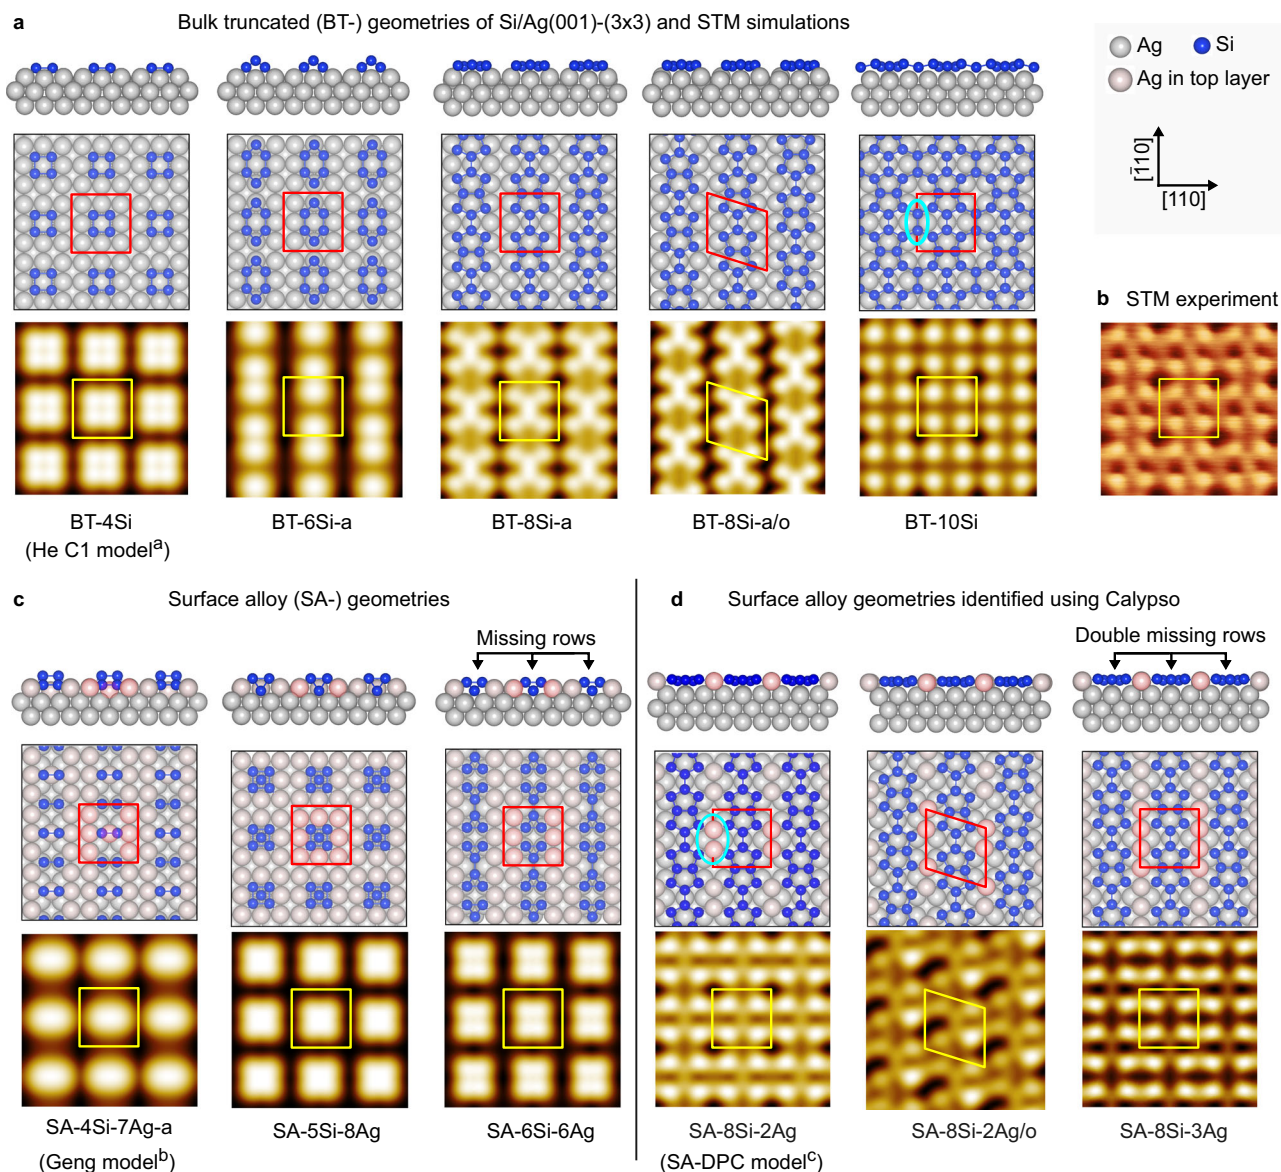 a Bulk truncated (BT-) geometries of Si/Ag(001)-(3x3) and STM simulations
Ag Si
Ag in top layer
[1̄10]
[110]
b STM experiment
BT-4Si BT-6Si-a BT-8Si-a BT-8Si-a/o BT-10Si
(He C1 modelᵃ)
c Surface alloy (SA-) geometries
Missing rows
d Surface alloy geometries identified using Calypso
Double missing rows
SA-4Si-7Ag-a SA-5Si-8Ag SA-6Si-6Ag
(Geng modelᵇ)
SA-8Si-2Ag SA-8Si-2Ag/o SA-8Si-3Ag
(SA-DPC modelᶜ)